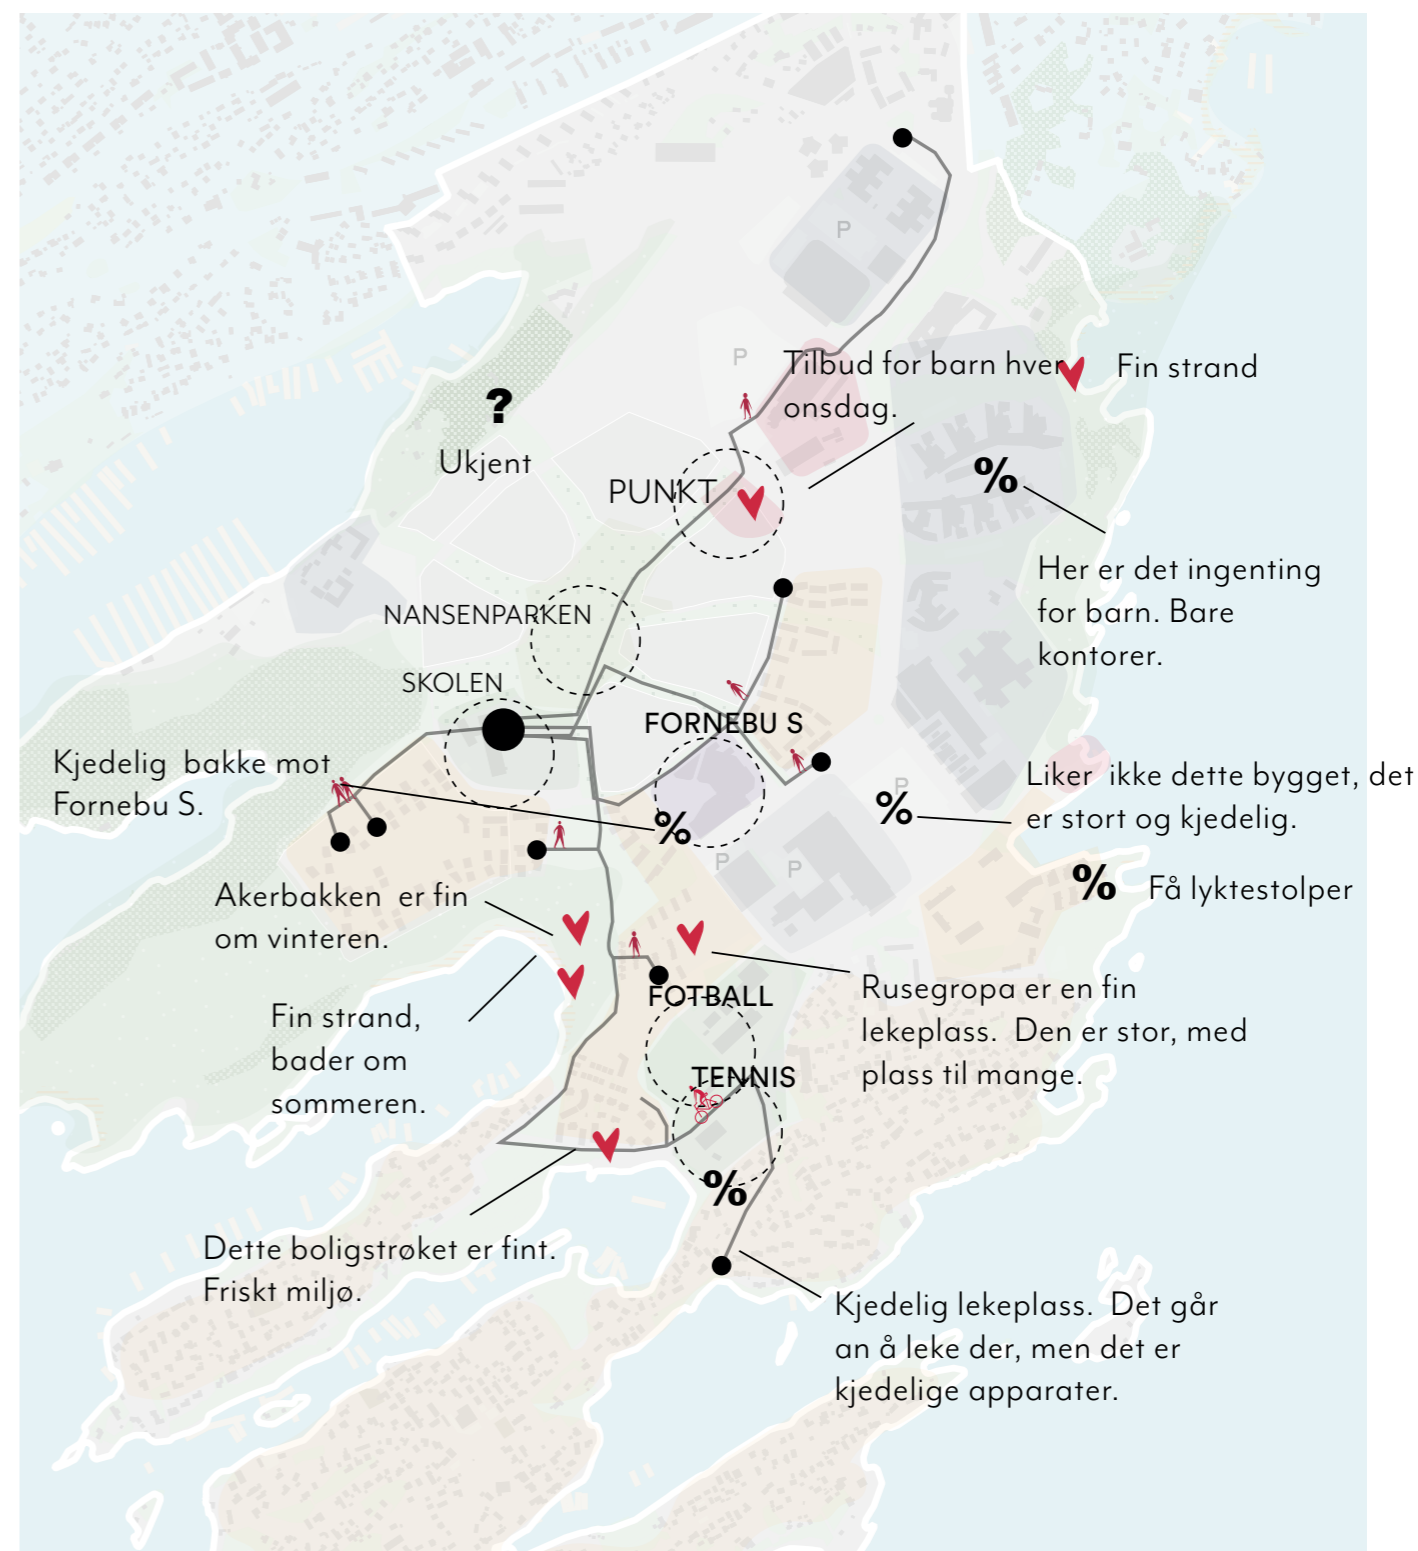 P
P
Tilbud for barn hver
onsdag.
Fin strand
?
Ukjent
%
PUNKT
Her er det ingenting
for barn. Bare
kontorer.
NANSENPARKEN
SKOLEN
FORNEBU S
Kjedelig bakke mot
Fornebu S.
P
Liker ikke dette bygget, det
er stort og kjedelig.
%
%
P
P
%
Få lyktestolper
Akerbakken er fin
om vinteren.
Rusegropa er en fin
lekeplass. Den er stor, med
plass til mange.
FOTBALL
Fin strand,
bader om
sommeren.
TENNIS
%
Dette boligstrøket er fint.
Friskt miljø.
Kjedelig lekeplass. Det går
an å leke der, men det er
kjedelige apparater.